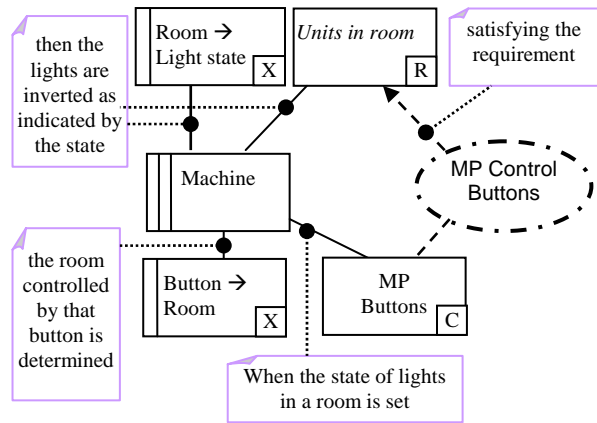 then the
lights are
inverted as
indicated by
the state
Room →
Light state
X
Units in room
R
satisfying the
requirement
Machine
MP Control
Buttons
the room
controlled
by that
button is
determined
Button →
Room
X
MP
Buttons
C
When the state of lights
in a room is set